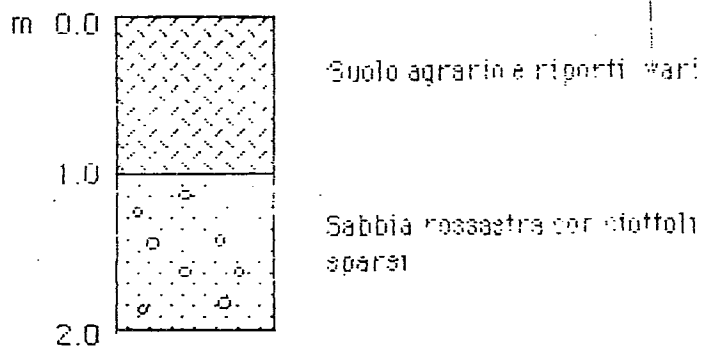 m 0.0
Suolo agrario e riporti vari
1.0
Sabbia rossastra con ciottoli
sparsi
2.0